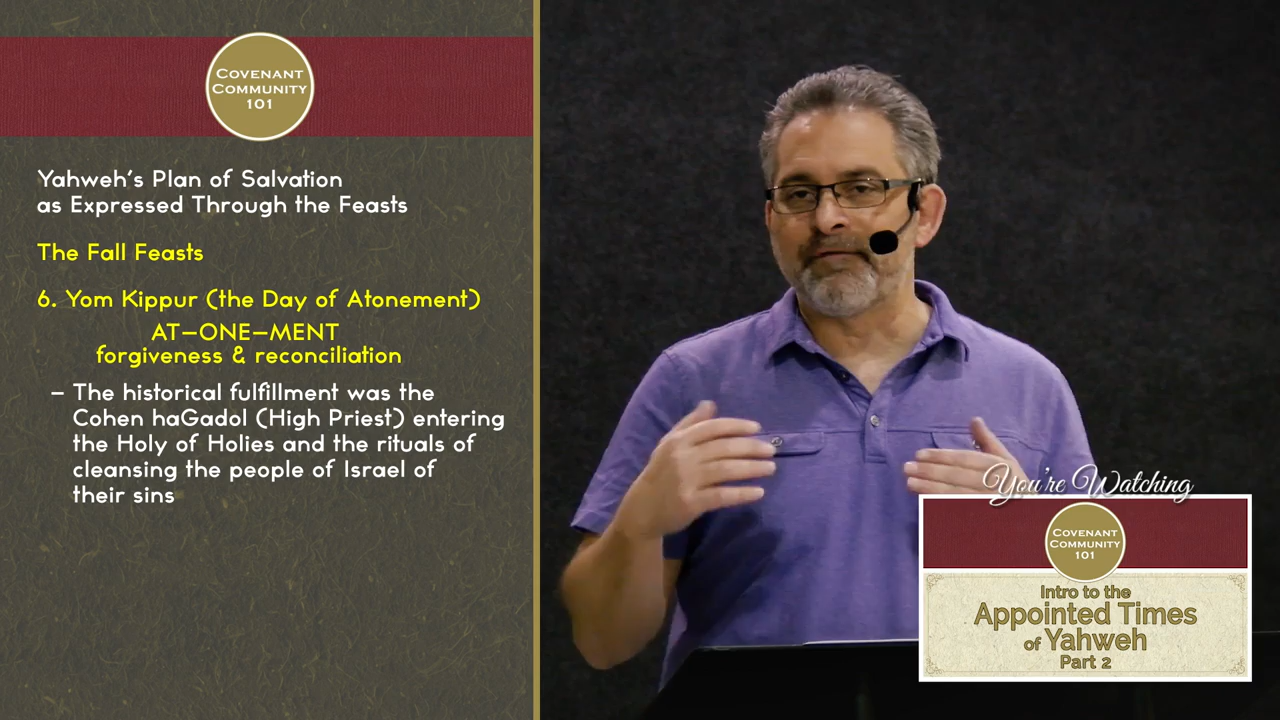 COVENANT
COMMUNITY
101
Yahweh's Plan of Salvation
as Expressed Through the Feasts
The Fall Feasts
6. Yom Kippur (the Day of Atonement)
AT–ONE–MENT
forgiveness & reconciliation
– The historical fulfillment was the
Cohen haGadol (High Priest) entering
the Holy of Holies and the rituals of
cleansing the people of Israel of
their sins
You're Watching
COVENANT
COMMUNITY
101
Intro to the
Appointed Times
of Yahweh
Part 2